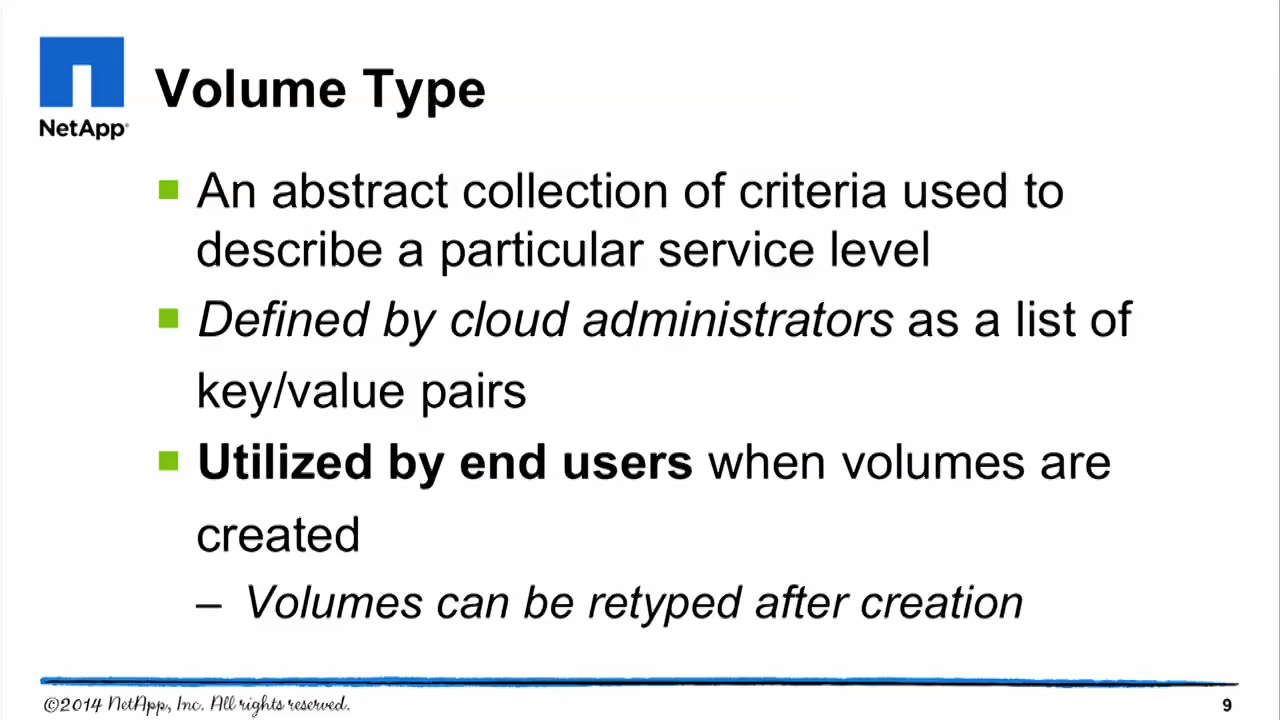 NetApp®
Volume Type
An abstract collection of criteria used to
describe a particular service level
Defined by cloud administrators as a list of
key/value pairs
Utilized by end users when volumes are
created
– Volumes can be retyped after creation
©2014 NetApp, Inc. All rights reserved.
9